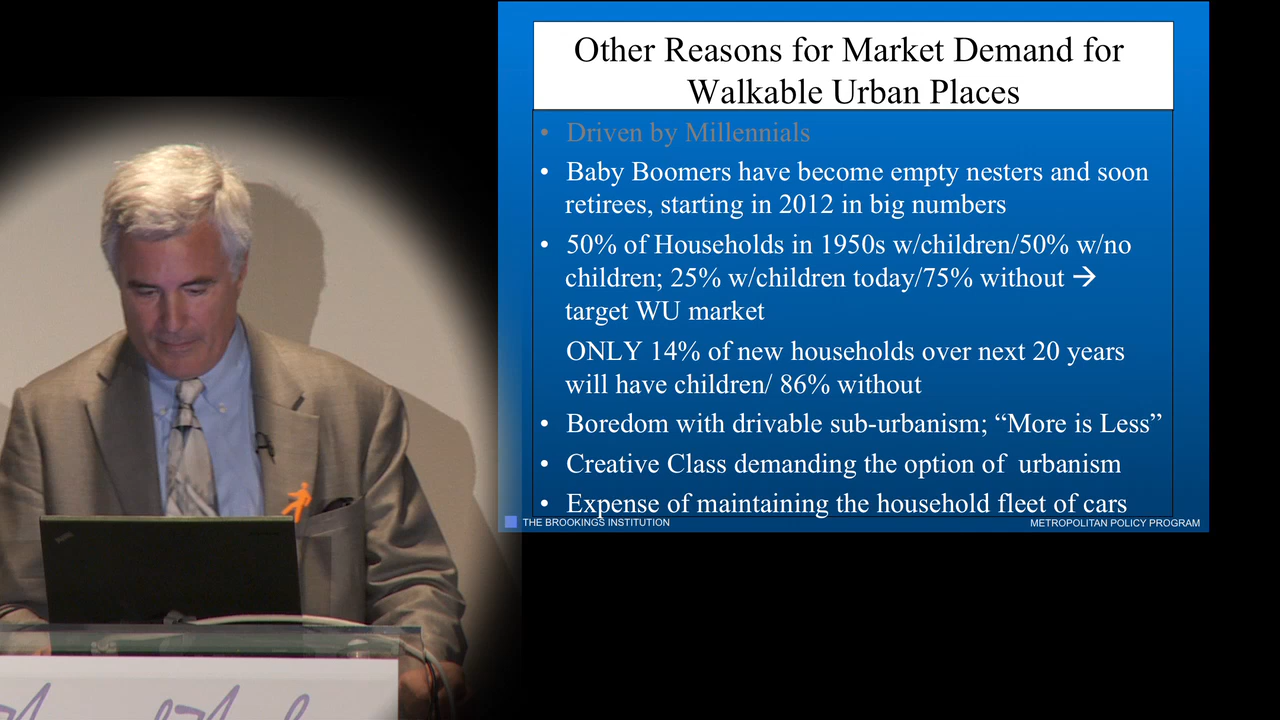 Other Reasons for Market Demand for
Walkable Urban Places
• Driven by Millennials
• Baby Boomers have become empty nesters and soon
retirees, starting in 2012 in big numbers
• 50% of Households in 1950s w/children/50% w/no
children; 25% w/children today/75% without →
target WU market
ONLY 14% of new households over next 20 years
will have children/ 86% without
• Boredom with drivable sub-urbanism; “More is Less”
• Creative Class demanding the option of  urbanism
• Expense of maintaining the household fleet of cars
THE BROOKINGS INSTITUTION
METROPOLITAN POLICY PROGRAM